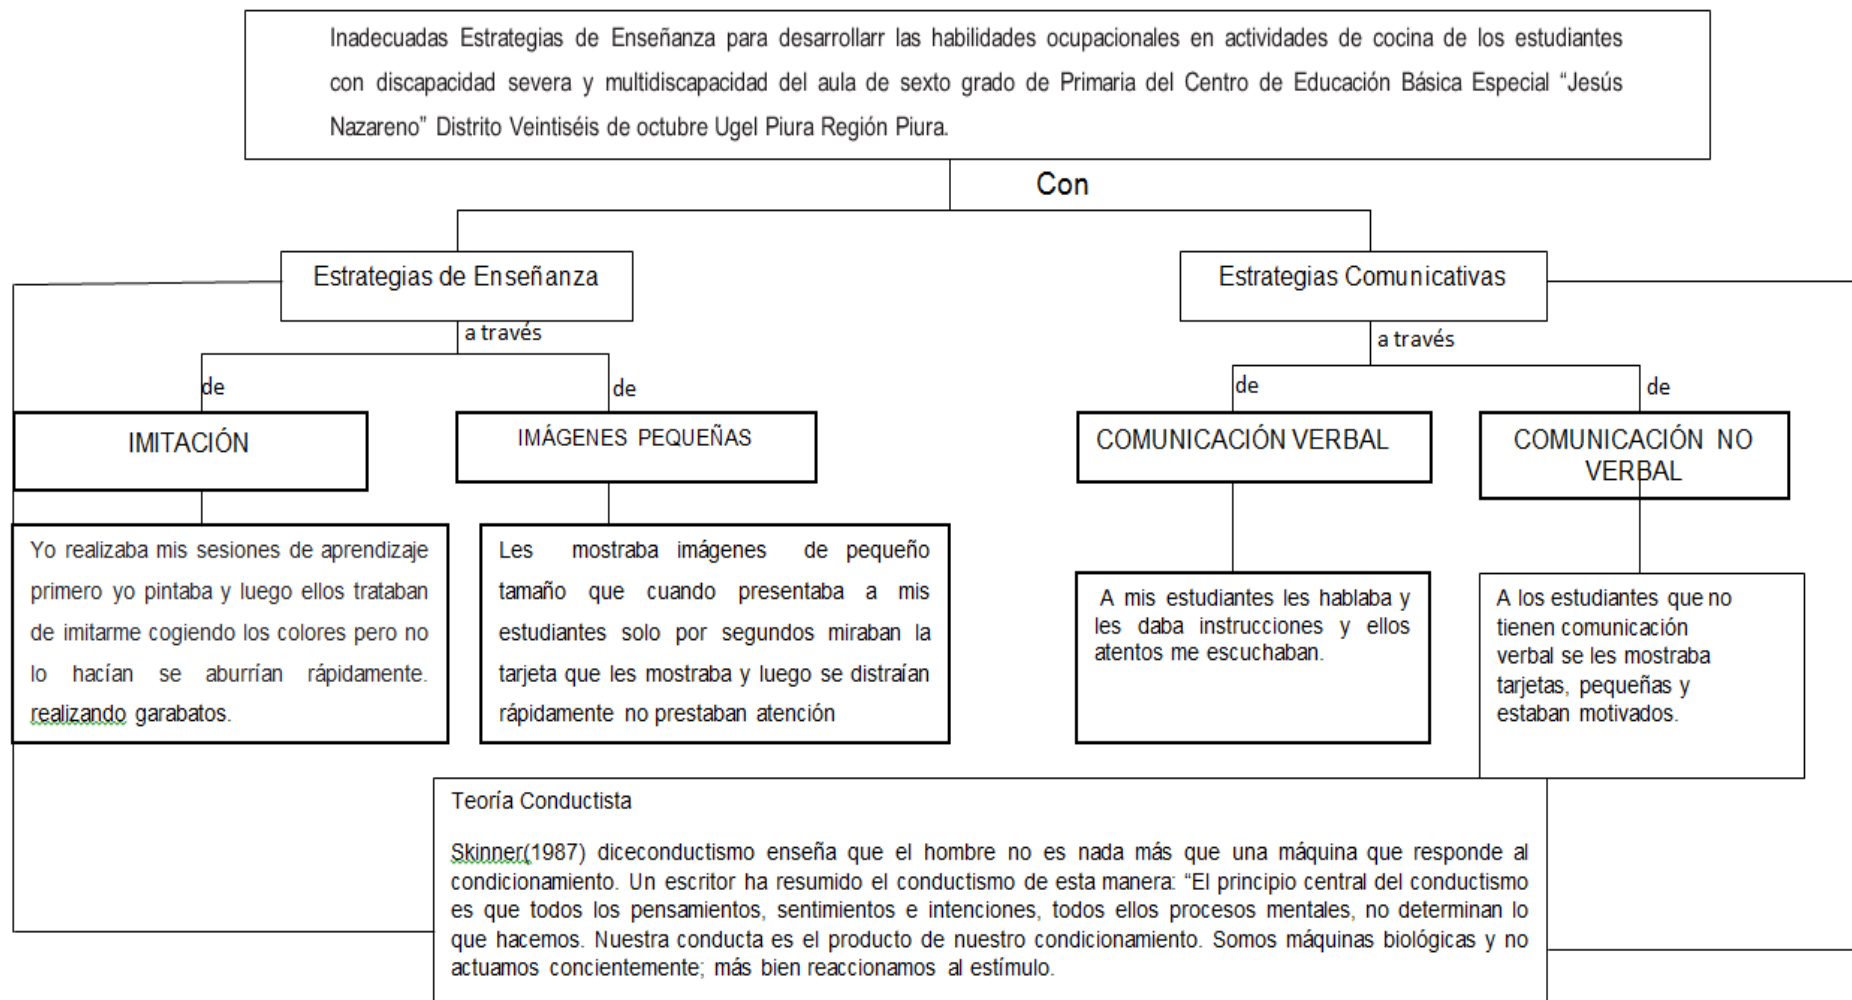 Inadecuadas Estrategias de Enseñanza para desarrollarr las habilidades ocupacionales en actividades de cocina de los estudiantes
con discapacidad severa y multidiscapacidad del aula de sexto grado de Primaria del Centro de Educación Básica Especial “Jesús
Nazareno” Distrito Veintiséis de octubre Ugel Piura Región Piura.
Con
Estrategias de Enseñanza
Estrategias Comunicativas
a través
a través
de
de
de
de
IMITACIÓN
IMÁGENES PEQUEÑAS
COMUNICACIÓN VERBAL
COMUNICACIÓN NO
VERBAL
Yo realizaba mis sesiones de aprendizaje
primero yo pintaba y luego ellos trataban
de imitarme cogiendo los colores pero no
lo hacían se aburrían rápidamente.
realizando garabatos.
Les mostraba imágenes de pequeño
tamaño que cuando presentaba a mis
estudiantes solo por segundos miraban la
tarjeta que les mostraba y luego se distraían
rápidamente no prestaban atención
A mis estudiantes les hablaba y
les daba instrucciones y ellos
atentos me escuchaban.
A los estudiantes que no
tienen comunicación
verbal se les mostraba
tarjetas, pequeñas y
estaban motivados.
Teoría Conductista
Skinner(1987) diceconductismo enseña que el hombre no es nada más que una máquina que responde al
condicionamiento. Un escritor ha resumido el conductismo de esta manera: “El principio central del conductismo
es que todos los pensamientos, sentimientos e intenciones, todos ellos procesos mentales, no determinan lo
que hacemos. Nuestra conducta es el producto de nuestro condicionamiento. Somos máquinas biológicas y no
actuamos concientemente; más bien reaccionamos al estímulo.